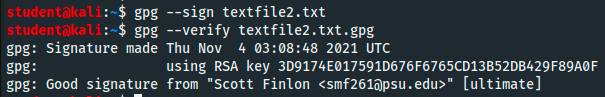 student@kali:~$ gpg --sign textfile2.txt
student@kali:~$ gpg --verify textfile2.txt.gpg
gpg: Signature made Thu Nov  4 03:08:48 2021 UTC
gpg:                using RSA key 3D9174E017591D676F6765CD13B52DB429F89A0F
gpg: Good signature from "Scott Finlon <smf261@psu.edu>" [ultimate]